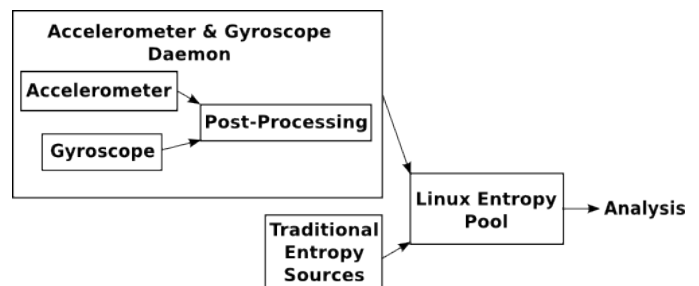 Accelerometer & Gyroscope
Daemon
Accelerometer
Post-Processing
Gyroscope
Linux Entropy
Pool
Analysis
Traditional
Entropy
Sources